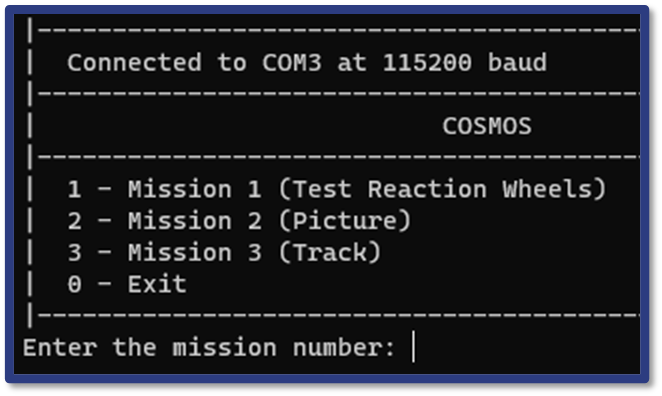 |-----------------------------------------
|  Connected to COM3 at 115200 baud
|-----------------------------------------
|                           COSMOS
|-----------------------------------------
|  1 - Mission 1 (Test Reaction Wheels)
|  2 - Mission 2 (Picture)
|  3 - Mission 3 (Track)
|  0 - Exit
|-----------------------------------------
Enter the mission number: